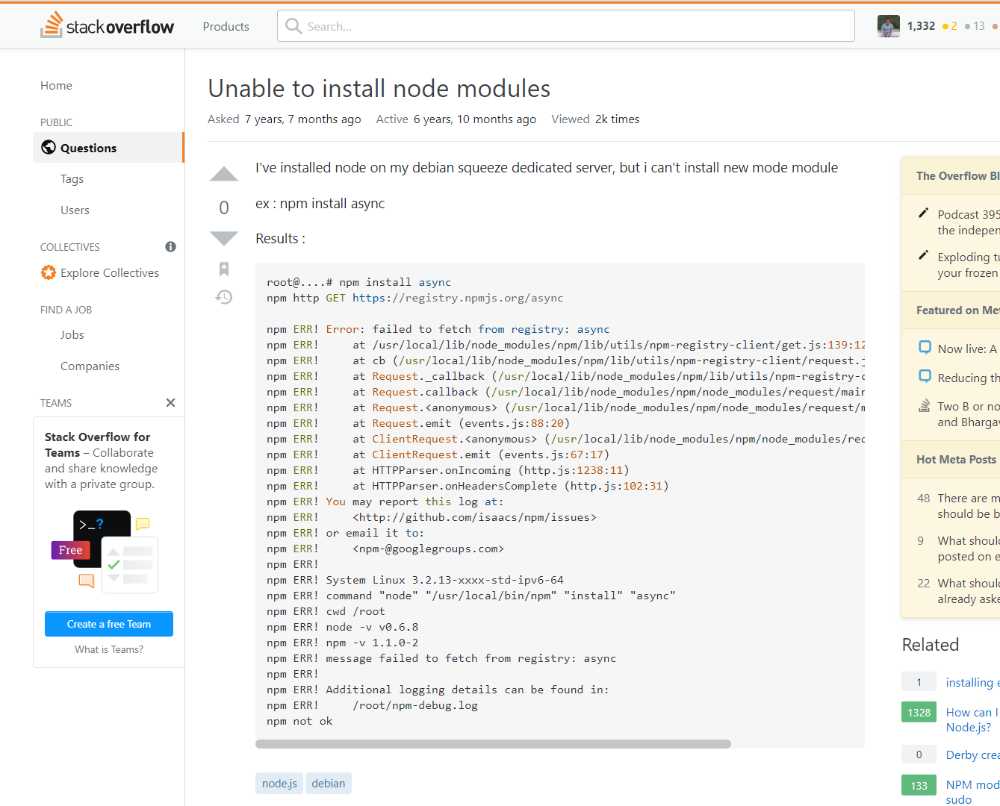 stackoverflow
Products
Search...
1,332
2
13
Home
PUBLIC
Questions
Tags
Users
COLLECTIVES
Explore Collectives
FIND A JOB
Jobs
Companies
TEAMS
Stack Overflow for
Teams – Collaborate
and share knowledge
with a private group.
>_?
Free
Create a free Team
What is Teams?
Unable to install node modules
Asked 7 years, 7 months ago Active 6 years, 10 months ago Viewed 2k times
0
I've installed node on my debian squeeze dedicated server, but i can't install new mode module
ex : npm install async
Results :
root@....# npm install async
npm http GET https://registry.npmjs.org/async
npm ERR! Error: failed to fetch from registry: async
npm ERR!     at /usr/local/lib/node_modules/npm/lib/utils/npm-registry-client/get.js:139:12
npm ERR!     at cb (/usr/local/lib/node_modules/npm/lib/utils/npm-registry-client/request.j
npm ERR!     at Request._callback (/usr/local/lib/node_modules/npm/lib/utils/npm-registry-c
npm ERR!     at Request.callback (/usr/local/lib/node_modules/npm/node_modules/request/main
npm ERR!     at Request.<anonymous> (/usr/local/lib/node_modules/npm/node_modules/request/m
npm ERR!     at Request.emit (events.js:88:20)
npm ERR!     at ClientRequest.<anonymous> (/usr/local/lib/node_modules/npm/node_modules/rec
npm ERR!     at ClientRequest.emit (events.js:67:17)
npm ERR!     at HTTPParser.onIncoming (http.js:1238:11)
npm ERR!     at HTTPParser.onHeadersComplete (http.js:102:31)
npm ERR! You may report this log at:
npm ERR!     <http://github.com/isaacs/npm/issues>
npm ERR! or email it to:
npm ERR!     <npm-@googlegroups.com>
npm ERR!
npm ERR! System Linux 3.2.13-xxxx-std-ipv6-64
npm ERR! command "node" "/usr/local/bin/npm" "install" "async"
npm ERR! cwd /root
npm ERR! node -v v0.6.8
npm ERR! npm -v 1.1.0-2
npm ERR! message failed to fetch from registry: async
npm ERR!
npm ERR! Additional logging details can be found in:
npm ERR!     /root/npm-debug.log
npm not ok
node.js debian
The Overflow Bl
Podcast 395
the indepen
Exploding tu
your frozen
Featured on Met
Now live: A
Reducing th
Two B or no
and Bhargav
Hot Meta Posts
48 There are m
should be b
9 What should
posted on e
22 What should
already aske
Related
1 installing e
1328 How can I
Node.js?
0 Derby crea
133 NPM mod
sudo